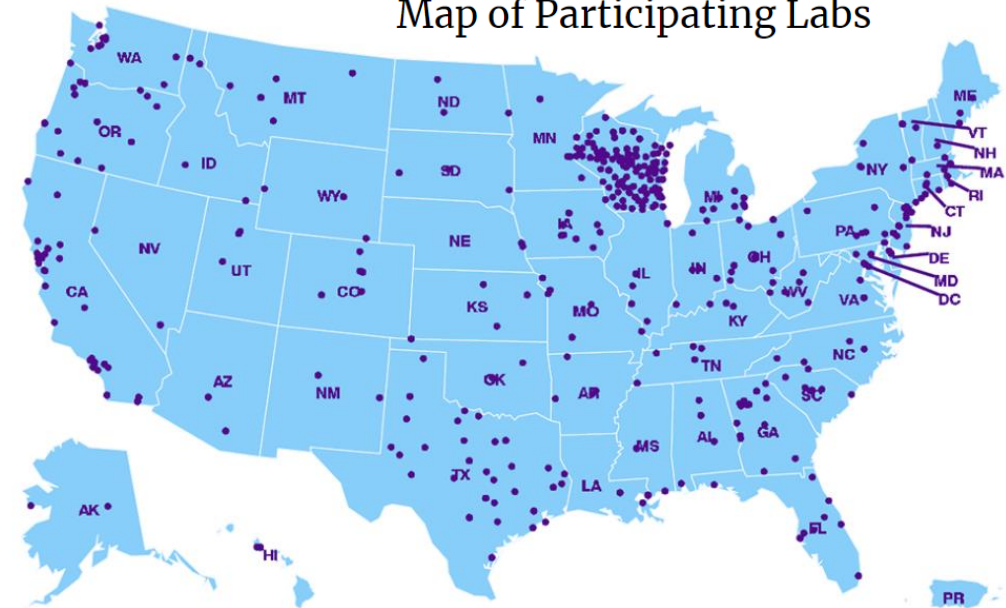 Map of Participating Labs
WA
MT
ND
MN
ME
VT
NH
MA
RI
CT
NJ
DE
MD
DC
OR
ID
SD
WY
NY
MI
IA
NE
PA
NV
UT
CO
CA
KS
MO
IL
IN
OH
WV
VA
KY
NC
TN
AZ
NM
OK
AR
SC
MS
AL
GA
TX
LA
FL
AK
HI
PR